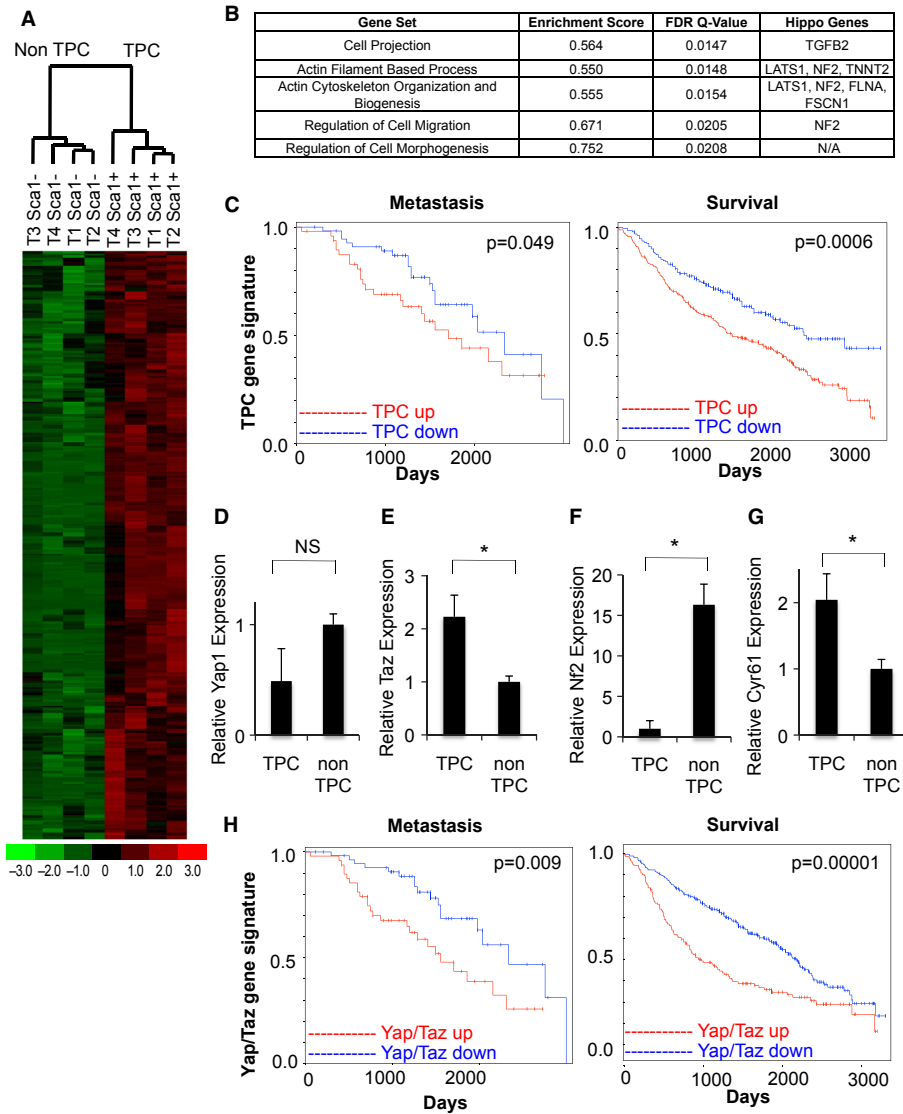 A
Non TPC TPC
T3 Sca1-
T4 Sca1-
T1 Sca1-
T2 Sca1-
T4 Sca1+
T3 Sca1+
T1 Sca1+
T2 Sca1+
−3.0 −2.0 −1.0 0 1.0 2.0 3.0
B
Gene Set Enrichment Score FDR Q-Value Hippo Genes
Cell Projection 0.564 0.0147 TGFB2
Actin Filament Based Process 0.550 0.0148 LATS1, NF2, TNNT2
Actin Cytoskeleton Organization and
Biogenesis 0.555 0.0154 LATS1, NF2, FLNA,
FSCN1
Regulation of Cell Migration 0.671 0.0205 NF2
Regulation of Cell Morphogenesis 0.752 0.0208 N/A
C
Metastasis
TPC gene signature
1.0
0.5
0.0
p=0.049
TPC up
TPC down
1000 2000
Days
Survival
1.0
0.5
0.0
p=0.0006
TPC up
TPC down
0 1000 2000 3000
Days
D
Relative Yap1 Expression
NS
1
0
TPC non
TPC
E
Relative Taz Expression
*
3
2
1
0
TPC non
TPC
F
Relative Nf2 Expression
*
20
15
10
5
0
TPC non
TPC
G
Relative Cyr61 Expression
*
2
1
0
TPC non
TPC
H
Metastasis
Yap/Taz gene signature
1.0
0.5
0.0
p=0.009
Yap/Taz up
Yap/Taz down
0 1000 2000
Days
Survival
1.0
0.5
0.0
p=0.00001
Yap/Taz up
Yap/Taz down
0 1000 2000 3000
Days